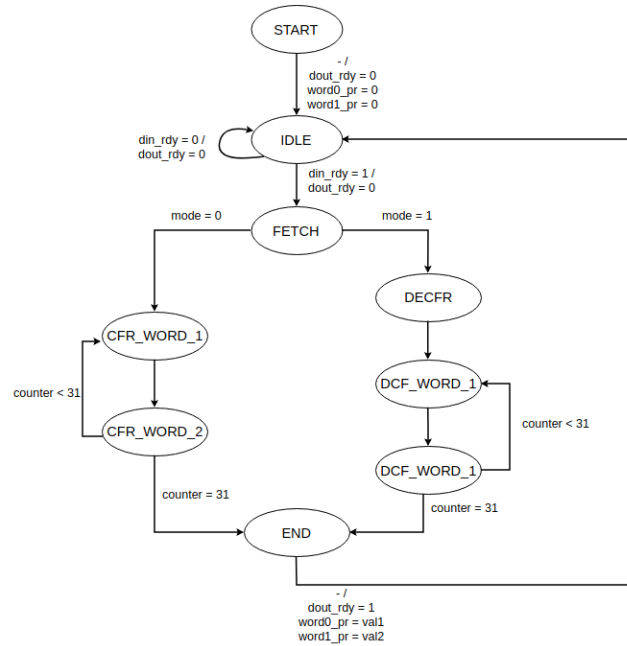 START
- /
dout_rdy = 0
word0_pr = 0
word1_pr = 0
IDLE
din_rdy = 0 /
dout_rdy = 0
din_rdy = 1 /
dout_rdy = 0
mode = 0
FETCH
mode = 1
DECFR
CFR_WORD_1
DCF_WORD_1
counter < 31
counter < 31
CFR_WORD_2
DCF_WORD_1
counter = 31
counter = 31
END
- /
dout_rdy = 1
word0_pr = val1
word1_pr = val2